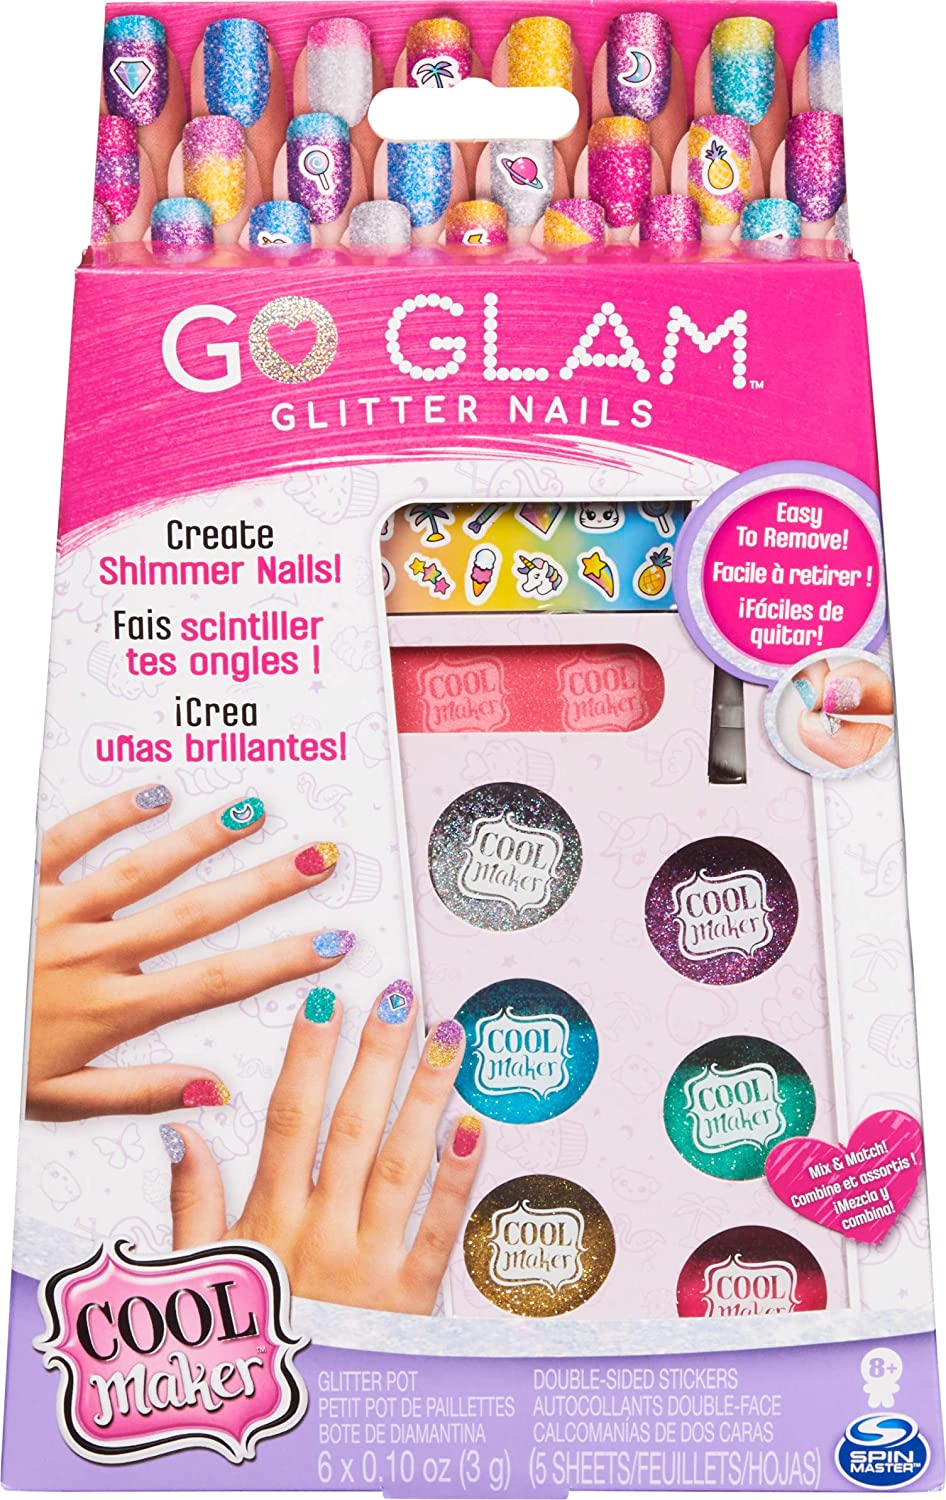 GO GLAM™
GLITTER NAILS
Create
Shimmer Nails!
Fais scintiller
tes ongles !
¡Crea
uñas brillantes!
Easy
To Remove!
Facile à retirer !
¡Fáciles de
quitar!
COOL
maker
COOL
maker
COOL
maker
COOL
maker
COOL
maker
COOL
maker
COOL
maker
COOL
maker
Mix & Match!
Combine et assortis !
¡Mezcla y
combina!
COOL
maker™
GLITTER POT
PETIT POT DE PAILLETTES
BOTE DE DIAMANTINA
6 x 0.10 oz (3 g)
DOUBLE-SIDED STICKERS
AUTOCOLLANTS DOUBLE-FACE
CALCOMANÍAS DE DOS CARAS
(5 SHEETS/FEUILLETS/HOJAS)
8+
SPIN
MASTER™